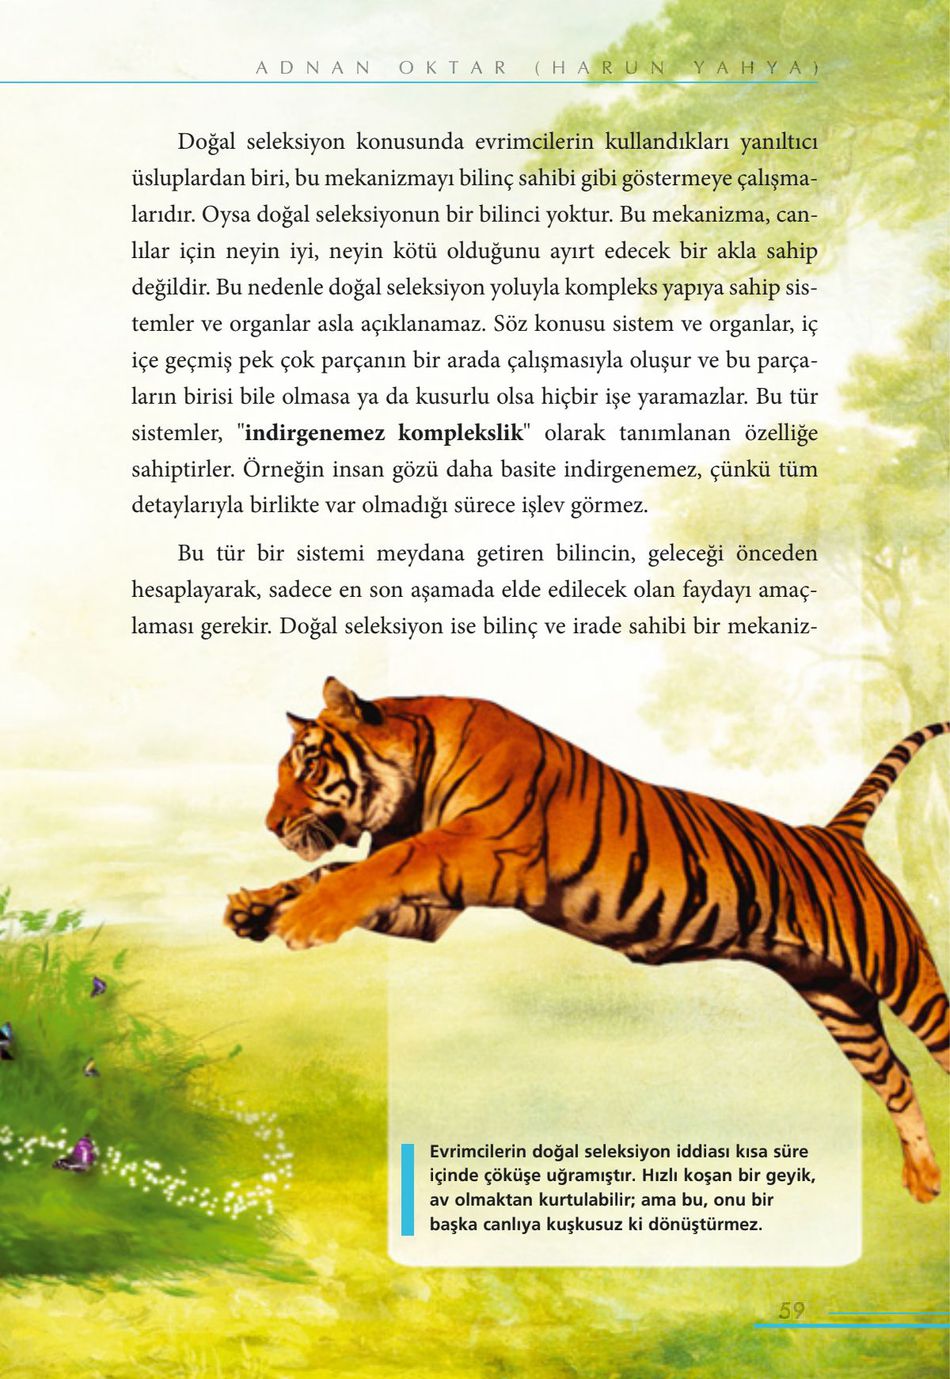 ADNAN OKTAR (HARUN YAHYA)
Doğal seleksiyon konusunda evrimcilerin kullandıkları yanıltıcı
üsluplardan biri, bu mekanizmayı bilinç sahibi gibi göstermeye çalışma-
larıdır. Oysa doğal seleksiyonun bir bilinci yoktur. Bu mekanizma, can-
lılar için neyin iyi, neyin kötü olduğunu ayırt edecek bir akla sahip
değildir. Bu nedenle doğal seleksiyon yoluyla kompleks yapıya sahip sis-
temler ve organlar asla açıklanamaz. Söz konusu sistem ve organlar, iç
içe geçmiş pek çok parçanın bir arada çalışmasıyla oluşur ve bu parça-
ların birisi bile olmasa ya da kusurlu olsa hiçbir işe yaramazlar. Bu tür
sistemler, "indirgenemez komplekslik" olarak tanımlanan özelliğe
sahiptirler. Örneğin insan gözü daha basite indirgenemez, çünkü tüm
detaylarıyla birlikte var olmadığı sürece işlev görmez.
Bu tür bir sistemi meydana getiren bilincin, geleceği önceden
hesaplayarak, sadece en son aşamada elde edilecek olan faydayı amaç-
laması gerekir. Doğal seleksiyon ise bilinç ve irade sahibi bir mekaniz-
Evrimcilerin doğal seleksiyon iddiası kısa süre
içinde çöküşe uğramıştır. Hızlı koşan bir geyik,
av olmaktan kurtulabilir; ama bu, onu bir
başka canlıya kuşkusuz ki dönüştürmez.
59